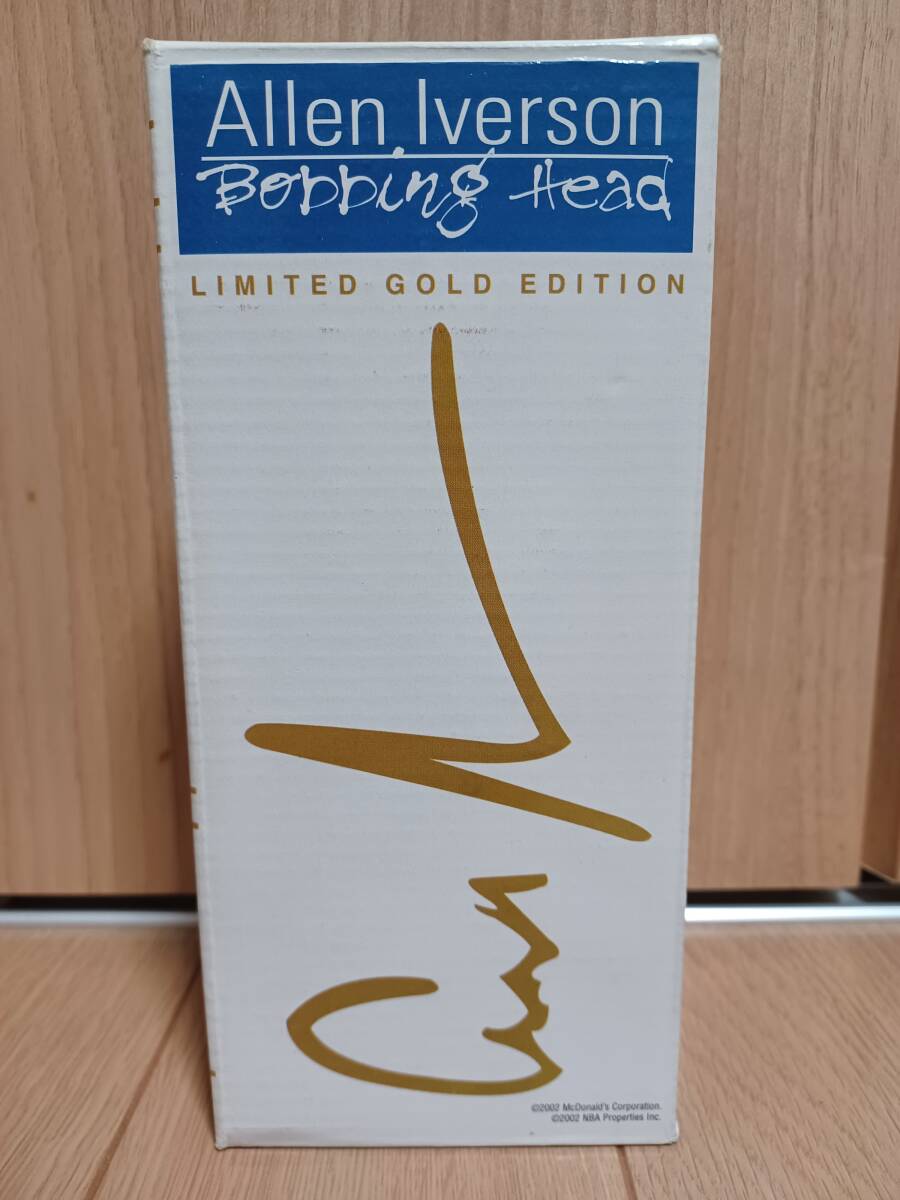 Allen Iverson
Bobbing Head
LIMITED GOLD EDITION
©2002 McDonald's Corporation.
©2002 NBA Properties Inc.